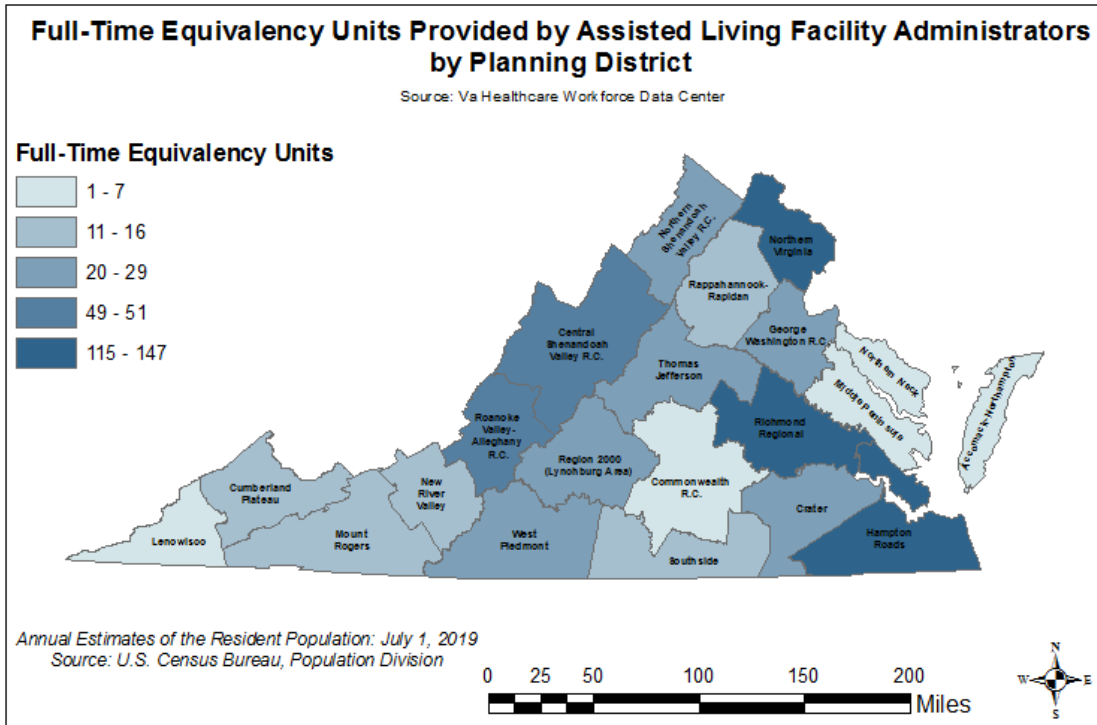 Full-Time Equivalency Units Provided by Assisted Living Facility Administrators
by Planning District
Source: Va Healthcare Workforce Data Center
Full-Time Equivalency Units
1 - 7
11 - 16
20 - 29
49 - 51
115 - 147
Northern
Shenandoah
Valley R.C.
Northern
Virginia
Rappahannock-
Rapidan
George
Washington R.C.
Northern Neck
Middle Peninsula
Accomack-Northampton
Central
Shenandoah
Valley R.C.
Thomas
Jefferson
Richmond
Regional
Roanoke
Valley-
Alleghany
R.C.
Region 2000
(Lynchburg Area)
Commonwealth
R.C.
Crater
Hampton
Roads
Cumberland
Plateau
New
River
Valley
Lenowisco
Mount
Rogers
West
Piedmont
Southside
Annual Estimates of the Resident Population: July 1, 2019
Source: U.S. Census Bureau, Population Division
0 25 50 100 150 200
Miles
N
W E
S